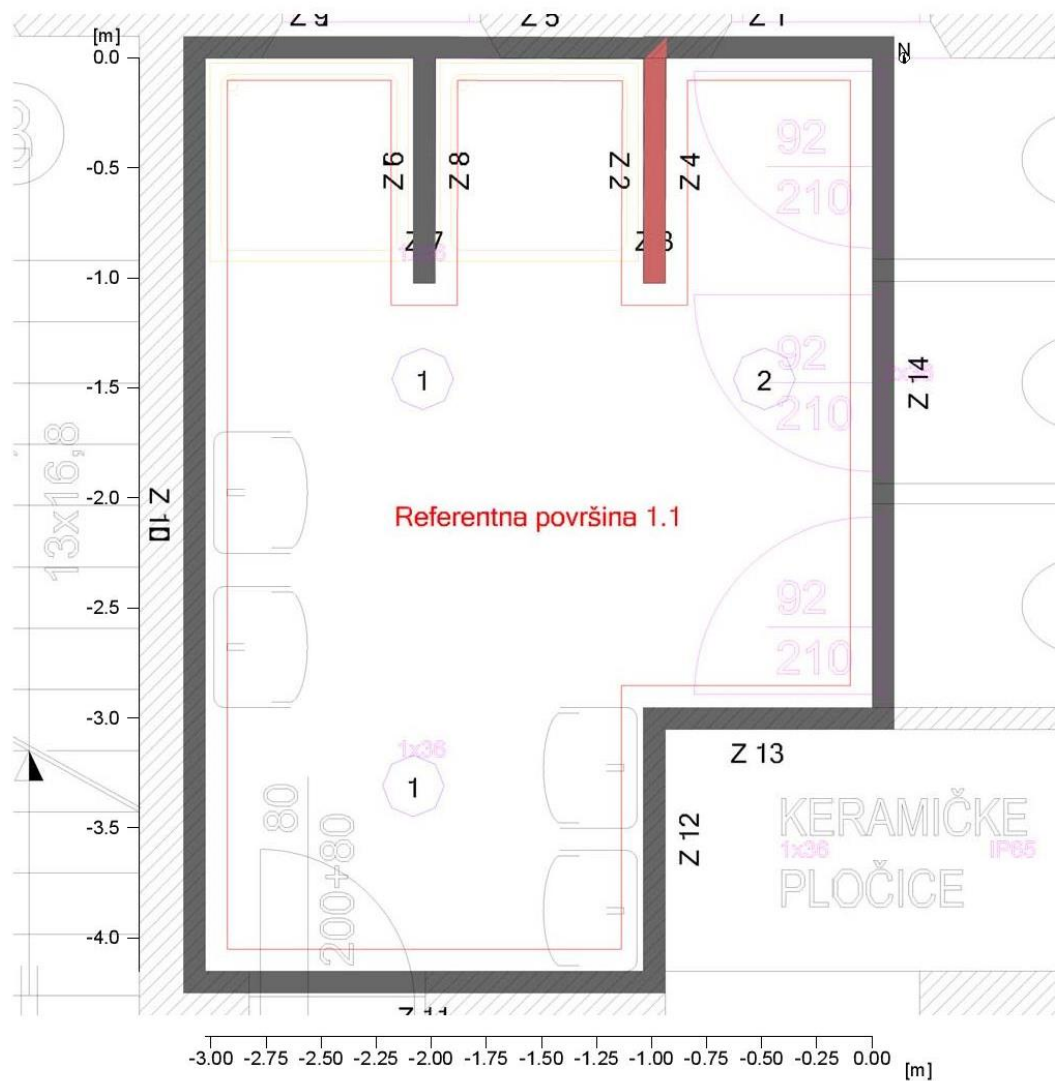 [m]
Z 5
Z 1
N
0.0
-0.5
-1.0
-1.5
-2.0
-2.5
-3.0
-3.5
-4.0
Z 8
Z 2
Z 4
92
210
Z 7
1
2
92
210
Z 14
13x16,8
Z 10
Referentna površina 1.1
92
210
1x36
1
Z 13
Z 12
80
200+80
KERAMIČKE
1x36 IP65
PLOČICE
Z 11
-3.00 -2.75 -2.50 -2.25 -2.00 -1.75 -1.50 -1.25 -1.00 -0.75 -0.50 -0.25 0.00
[m]